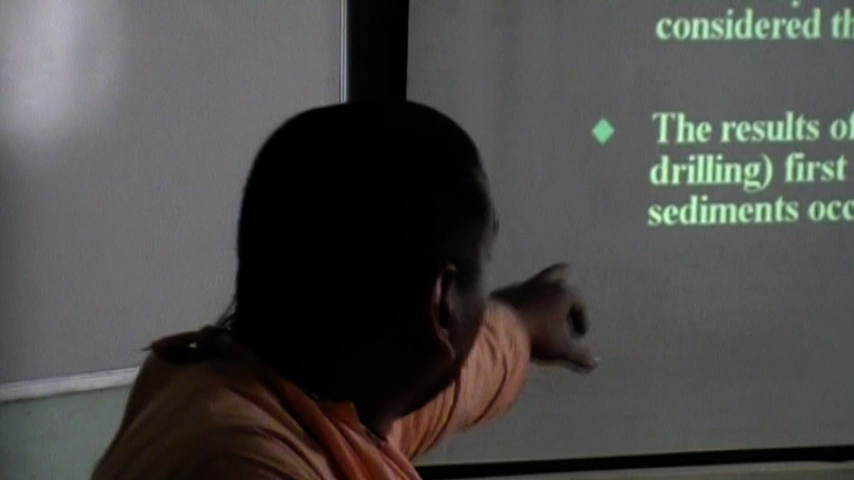 considered th
The results of
drilling) first
sediments occ